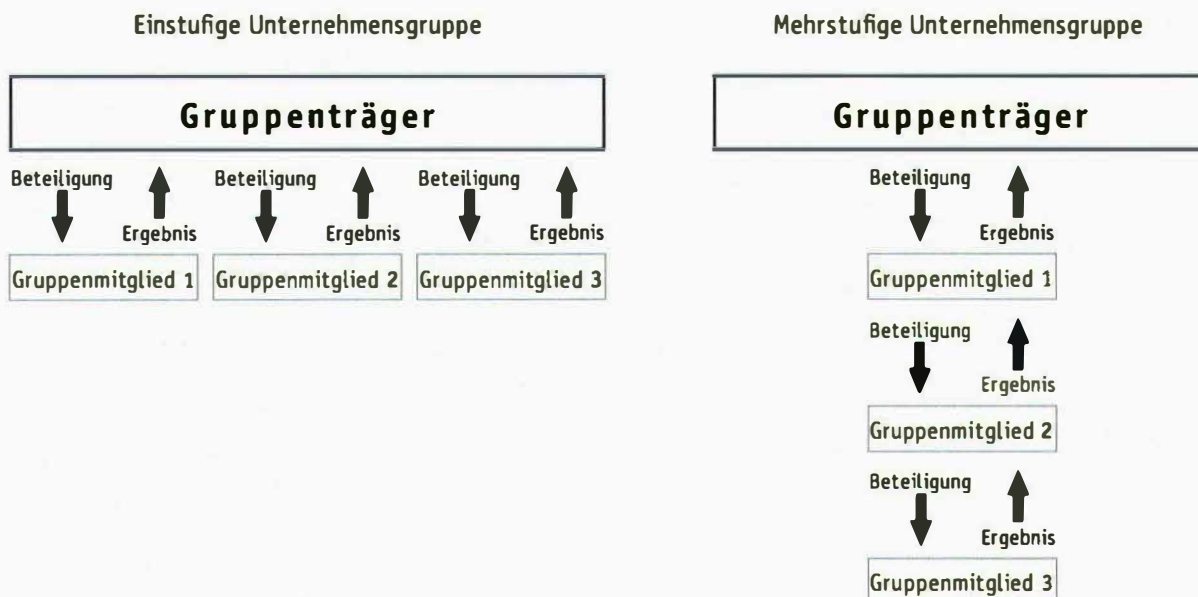 Einstufige Unternehmensgruppe
Gruppenträger
Beteiligung Beteiligung Beteiligung
Ergebnis Ergebnis Ergebnis
Gruppenmitglied 1 Gruppenmitglied 2 Gruppenmitglied 3
Mehrstufige Unternehmensgruppe
Gruppenträger
Beteiligung
Ergebnis
Gruppenmitglied 1
Beteiligung
Ergebnis
Gruppenmitglied 2
Beteiligung
Ergebnis
Gruppenmitglied 3